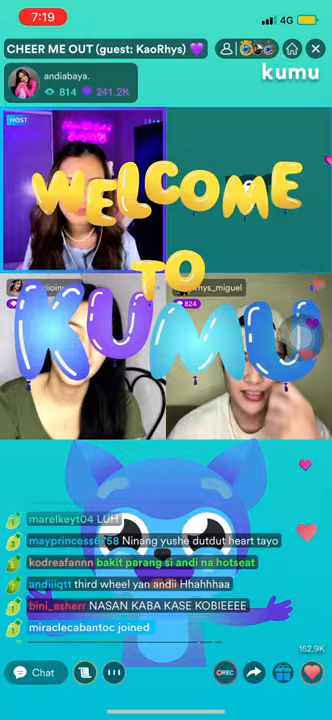 7:19
4G
CHEER ME OUT (guest: KaoRhys) 💜
kumu
andiabaya.
814 241.2K
HOST
WELCOME
TO
KUMU
rhys_miguel
824
marelkeyt04 LUH
mayprincess6758 Ninang yushe dutdut heart tayo
kodreafannn bakit parang si andi na hotseat
andiiiqtt third wheel yan andii Hhahhhaa
bini_asherr NASAN KABA KASE KOBIEEEE
miraclecabantoc joined
152.9K
Chat
REC